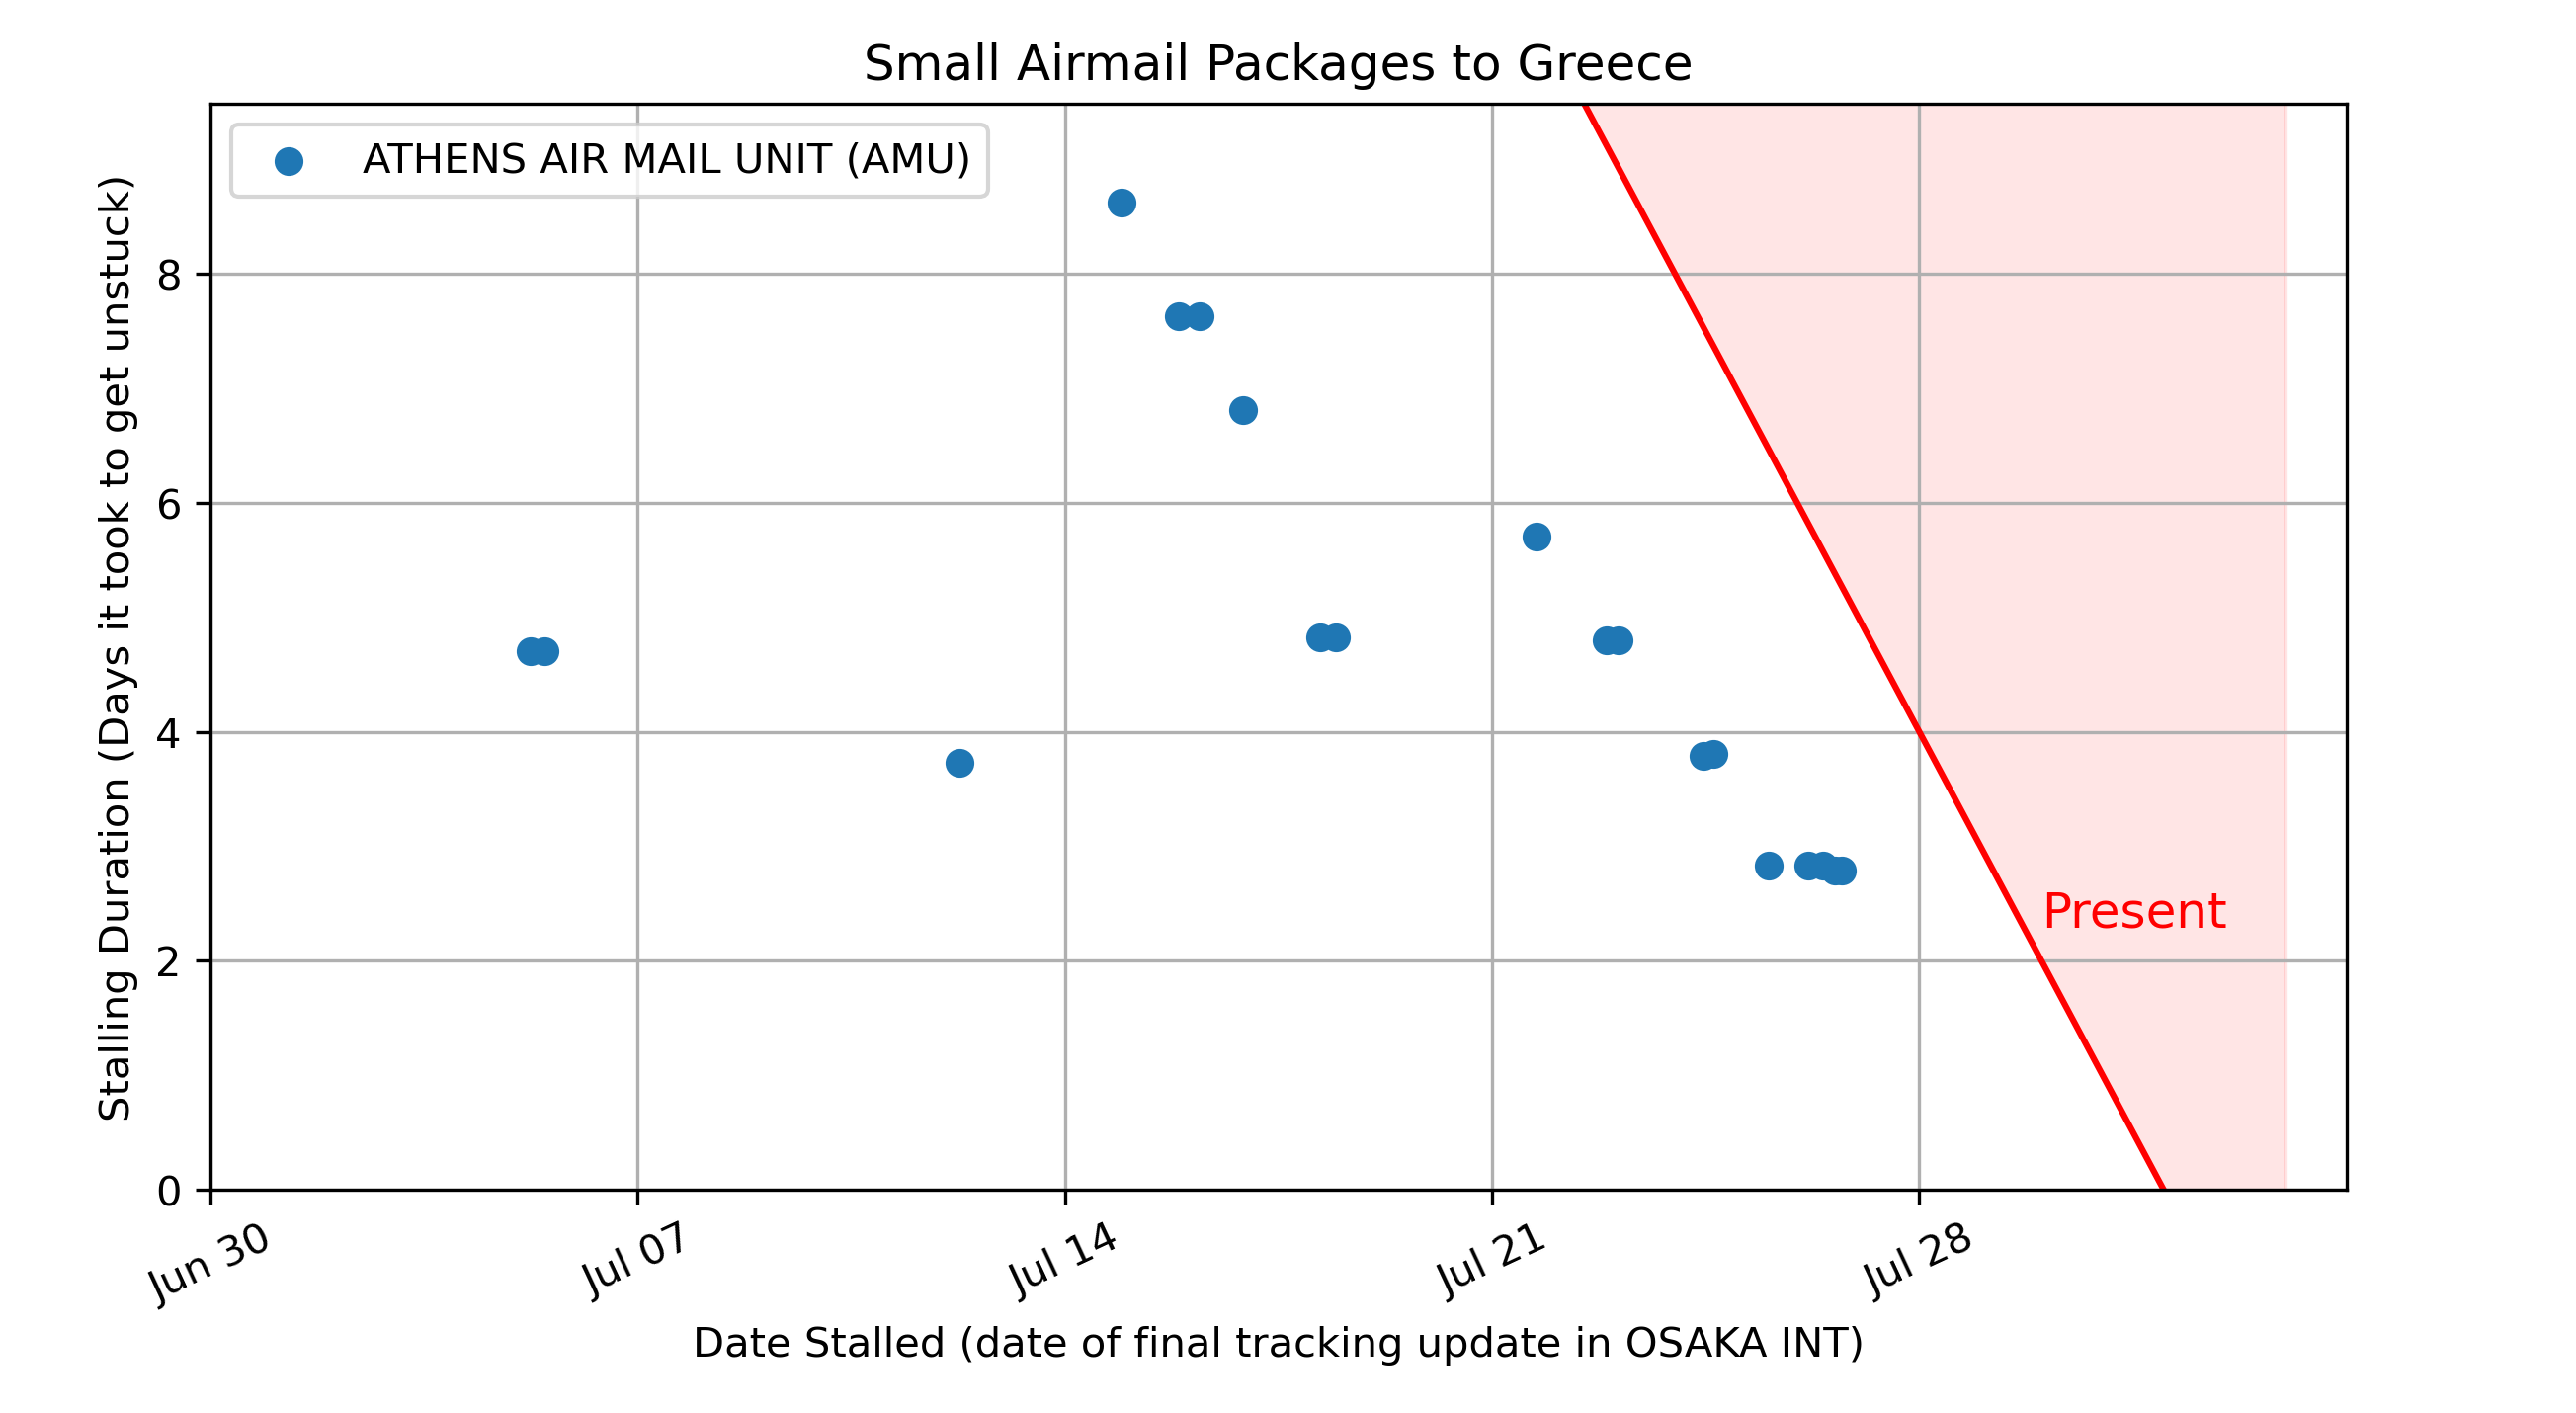 Small Airmail Packages to Greece
ATHENS AIR MAIL UNIT (AMU)
Stalling Duration (Days it took to get unstuck)
8
6
4
2
0
Present
Jun 30
Jul 07
Jul 14
Jul 21
Jul 28
Date Stalled (date of final tracking update in OSAKA INT)